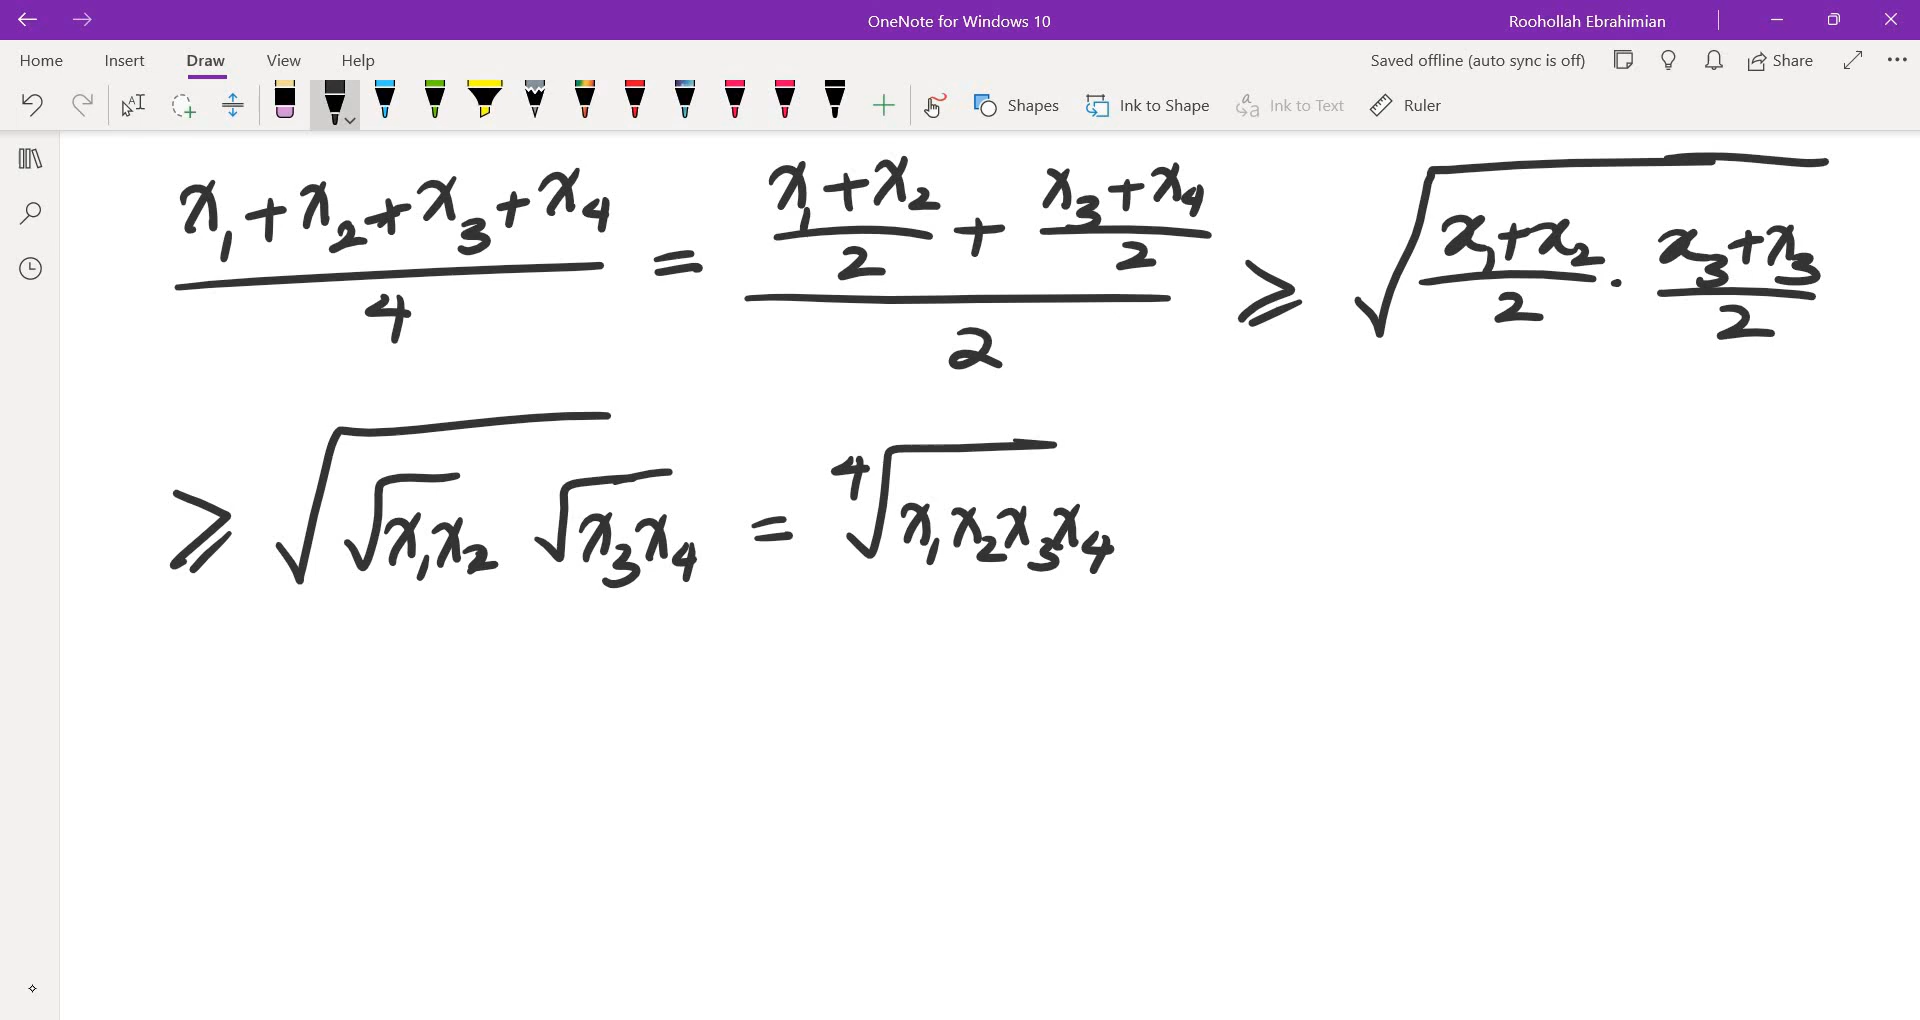 OneNote for Windows 10 Roohollah Ebrahimian
Home Insert Draw View Help Saved offline (auto sync is off) Share
Shapes Ink to Shape Ink to Text Ruler
(x₁+x₂+x₃+x₄)/4 = ((x₁+x₂)/2 + (x₃+x₄)/2)/2 ⩾ √((x₁+x₂)/2 · (x₃+x₃)/2)
⩾ √(√(x₁x₂) √(x₃x₄)) = ⁴√(x₁x₂x₃x₄)